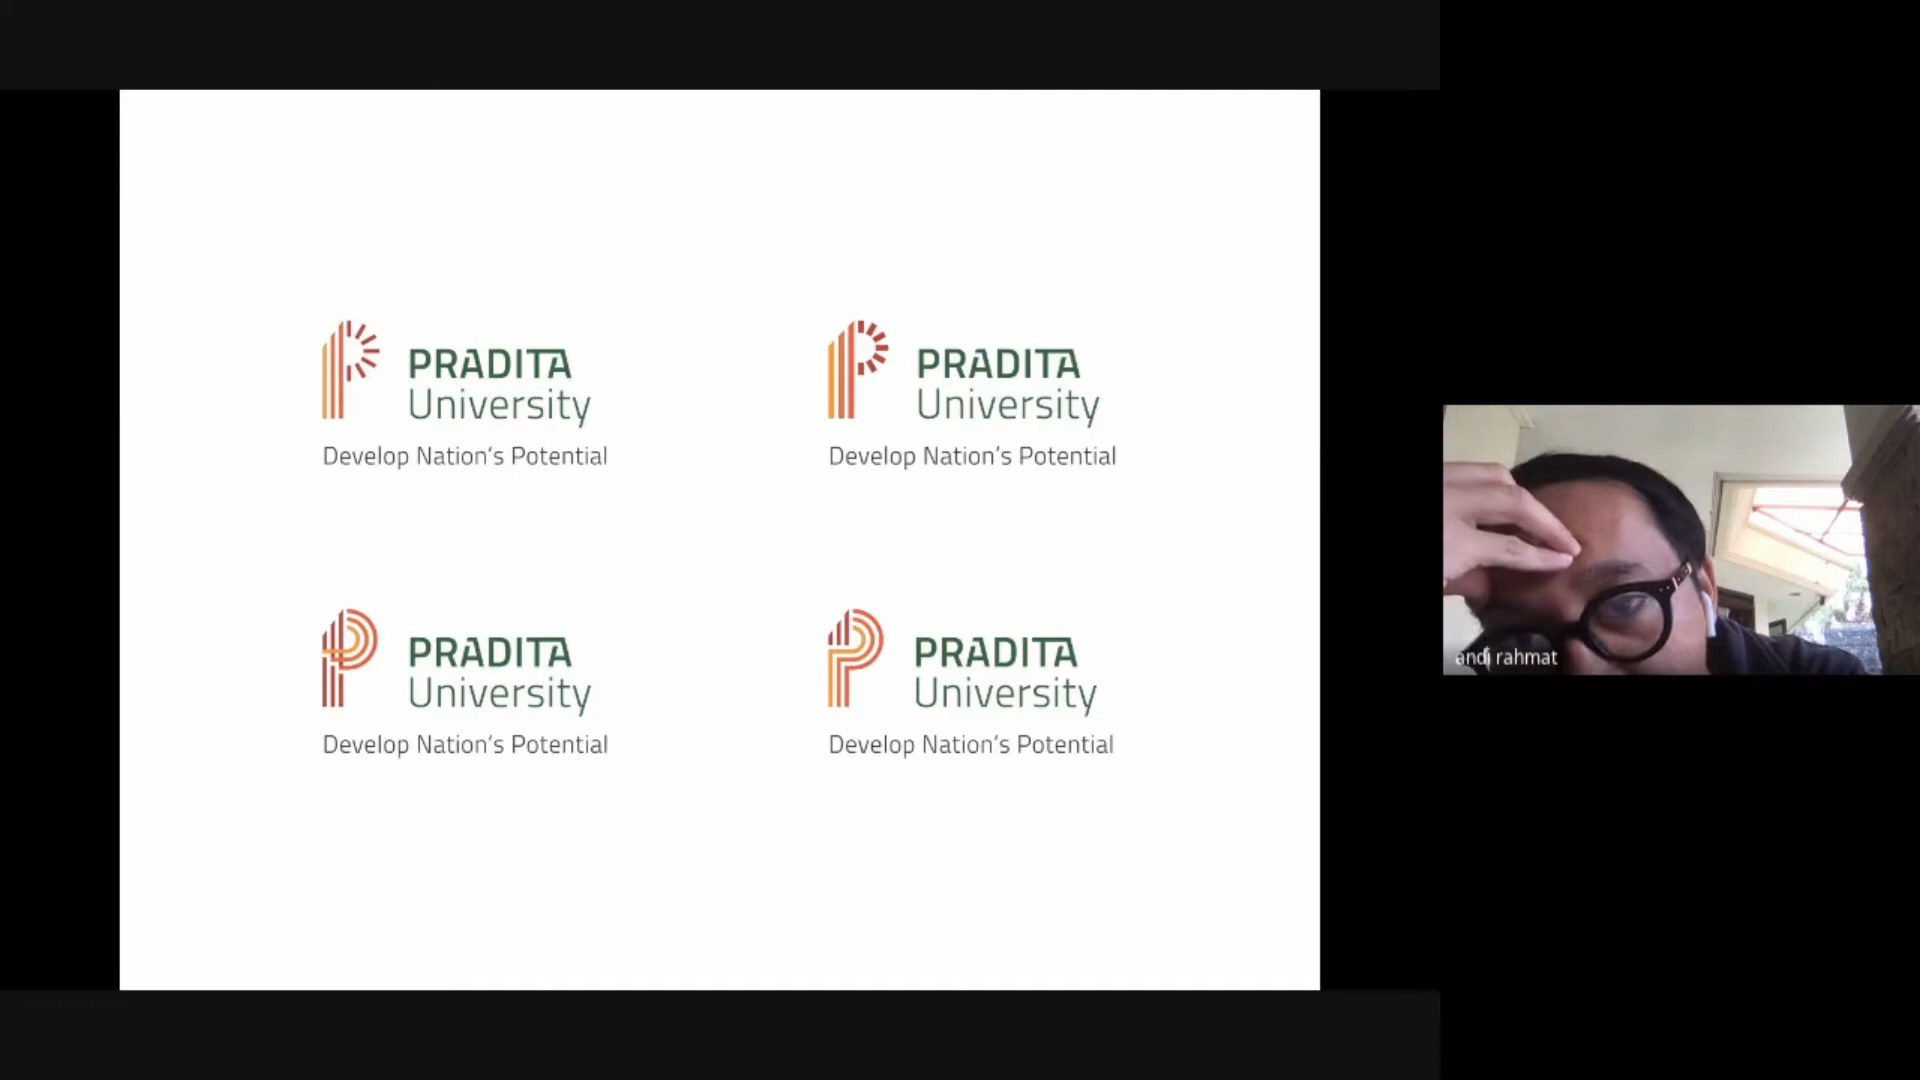 PRADITA
University
Develop Nation's Potential
PRADITA
University
Develop Nation's Potential
PRADITA
University
Develop Nation's Potential
PRADITA
University
Develop Nation's Potential
andi rahmat